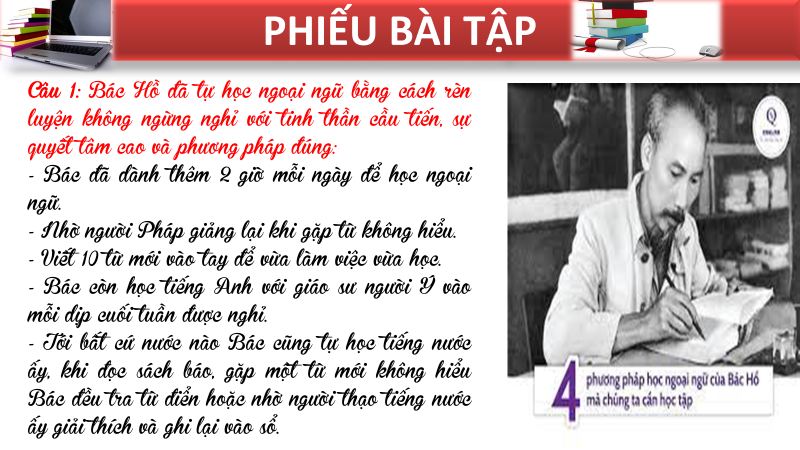 PHIẾU BÀI TẬP
Câu 1: Bác Hồ đã tự học ngoại ngữ bằng cách rèn
luyện không ngừng nghỉ với tinh thần cầu tiến, sự
quyết tâm cao và phương pháp đúng:
- Bác đã dành thêm 2 giờ mỗi ngày để học ngoại
ngữ.
- Nhờ người Pháp giảng lại khi gặp từ không hiểu.
- Viết 10 từ mới vào tay để vừa làm việc vừa học.
- Bác còn học tiếng Anh với giáo sư người Ý vào
mỗi dịp cuối tuần được nghỉ.
- Tới bất cứ nước nào Bác cũng tự học tiếng nước
ấy, khi đọc sách báo, gặp một từ mới không hiểu
Bác đều tra từ điển hoặc nhờ người thạo tiếng nước
ấy giải thích và ghi lại vào sổ.
4 phương pháp học ngoại ngữ của Bác Hồ
mà chúng ta cần học tập